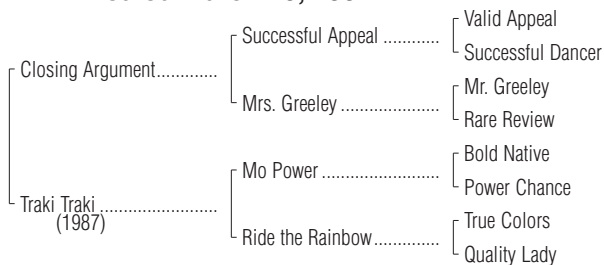 Valid Appeal
Successful Appeal ............
Successful Dancer
Closing Argument.............
Mr. Greeley
Mrs. Greeley .....................
Rare Review
Bold Native
Mo Power .........................
Power Chance
Traki Traki .........................
(1987)
True Colors
Ride the Rainbow..............
Quality Lady